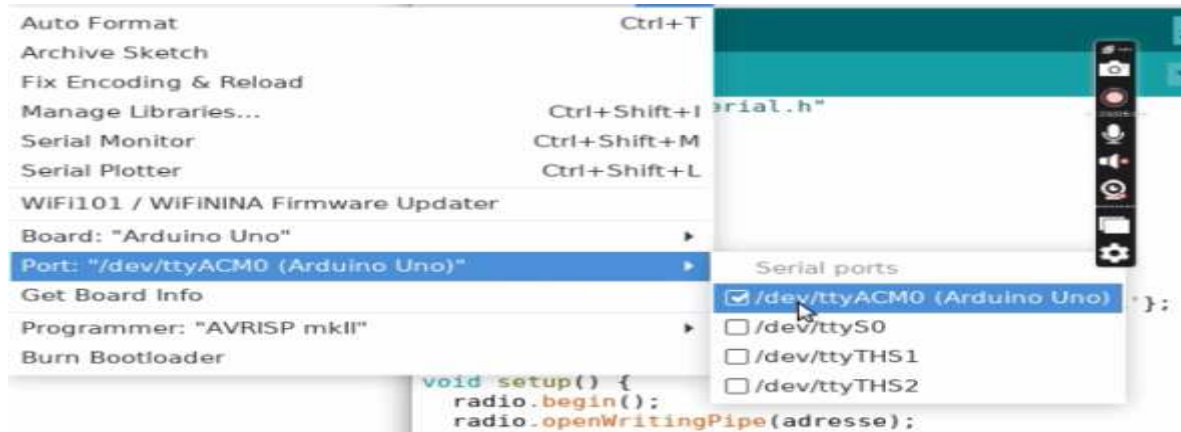 Auto Format Ctrl+T
Archive Sketch
Fix Encoding & Reload
Manage Libraries... Ctrl+Shift+I
Serial Monitor Ctrl+Shift+M
Serial Plotter Ctrl+Shift+L
WiFi101 / WiFiNINA Firmware Updater
Board: "Arduino Uno"
Port: "/dev/ttyACM0 (Arduino Uno)"
Get Board Info
Programmer: "AVRISP mkII"
Burn Bootloader
Serial ports
/dev/ttyACM0 (Arduino Uno)
/dev/ttyS0
/dev/ttyTHS1
/dev/ttyTHS2
erial.h"
'};
void setup() {
radio.begin();
radio.openWritingPipe(adresse);